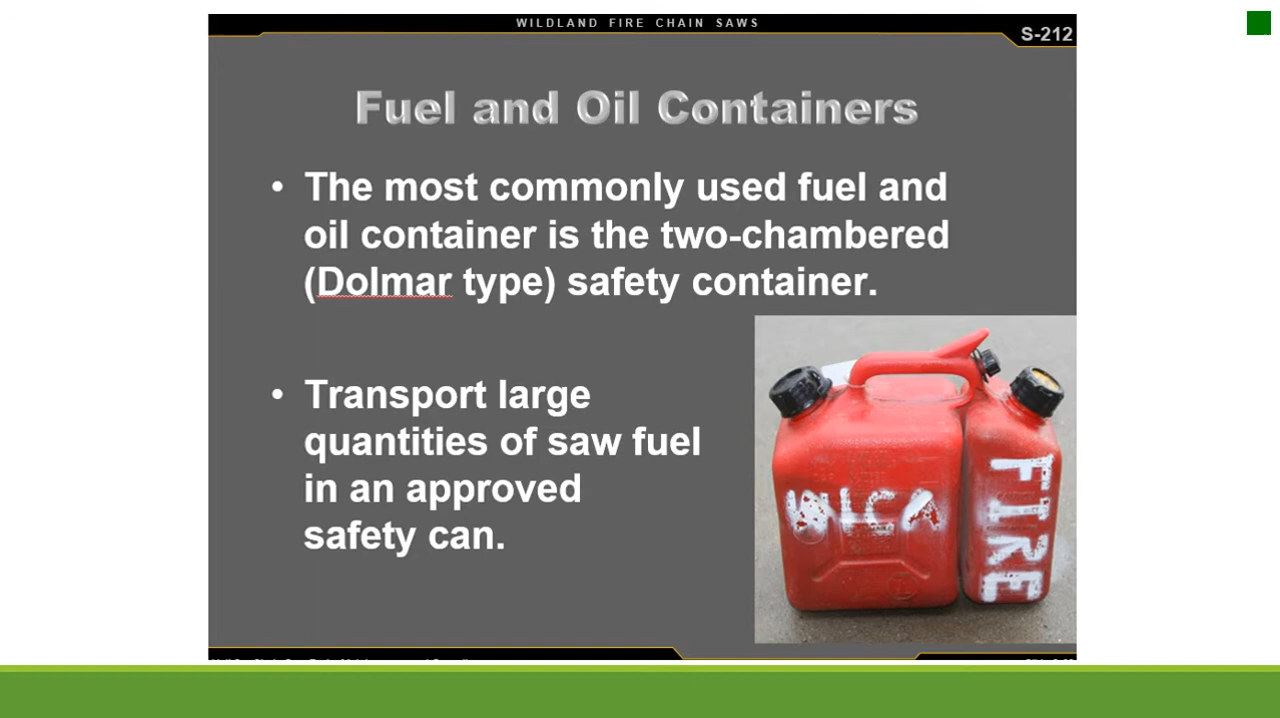 WILDLAND FIRE CHAIN SAWS
S-212
Fuel and Oil Containers
• The most commonly used fuel and
oil container is the two-chambered
(Dolmar type) safety container.
• Transport large
quantities of saw fuel
in an approved
safety can.
FIRE